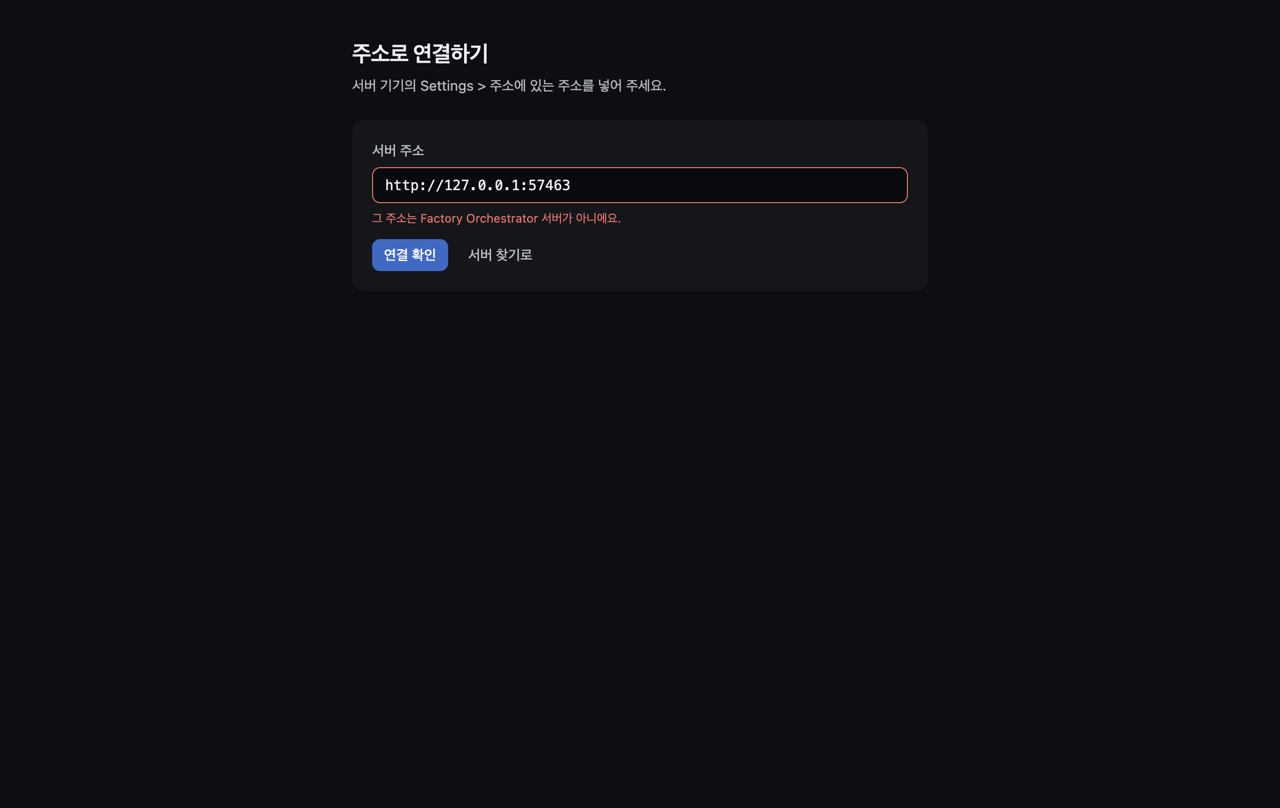 주소로 연결하기
서버 기기의 Settings > 주소에 있는 주소를 넣어 주세요.
서버 주소
http://127.0.0.1:57463
그 주소는 Factory Orchestrator 서버가 아니에요.
연결 확인
서버 찾기로